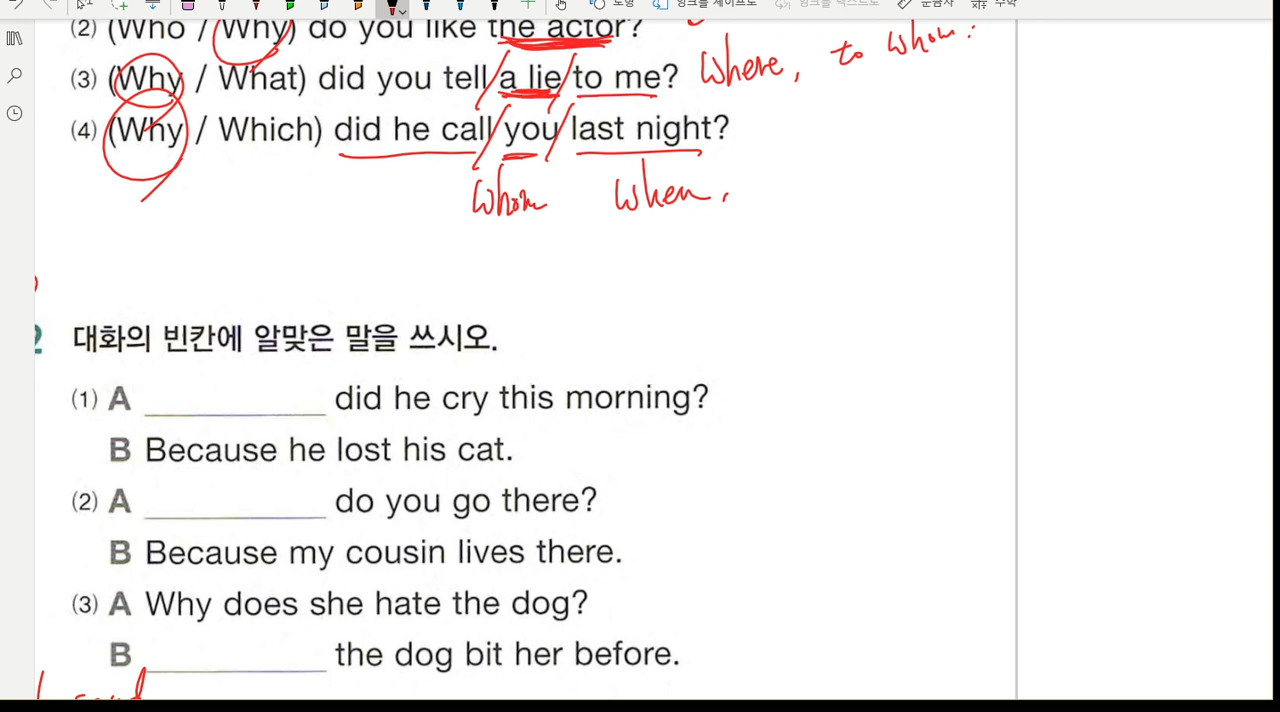 (2) (Who / Why) do you like the actor?
where, to whom.
(3) (Why / What) did you tell a lie to me?
(4) (Why / Which) did he call you last night?
whom when,
2 대화의 빈칸에 알맞은 말을 쓰시오.
(1) A ____________ did he cry this morning?
B Because he lost his cat.
(2) A ____________ do you go there?
B Because my cousin lives there.
(3) A Why does she hate the dog?
B ____________ the dog bit her before.